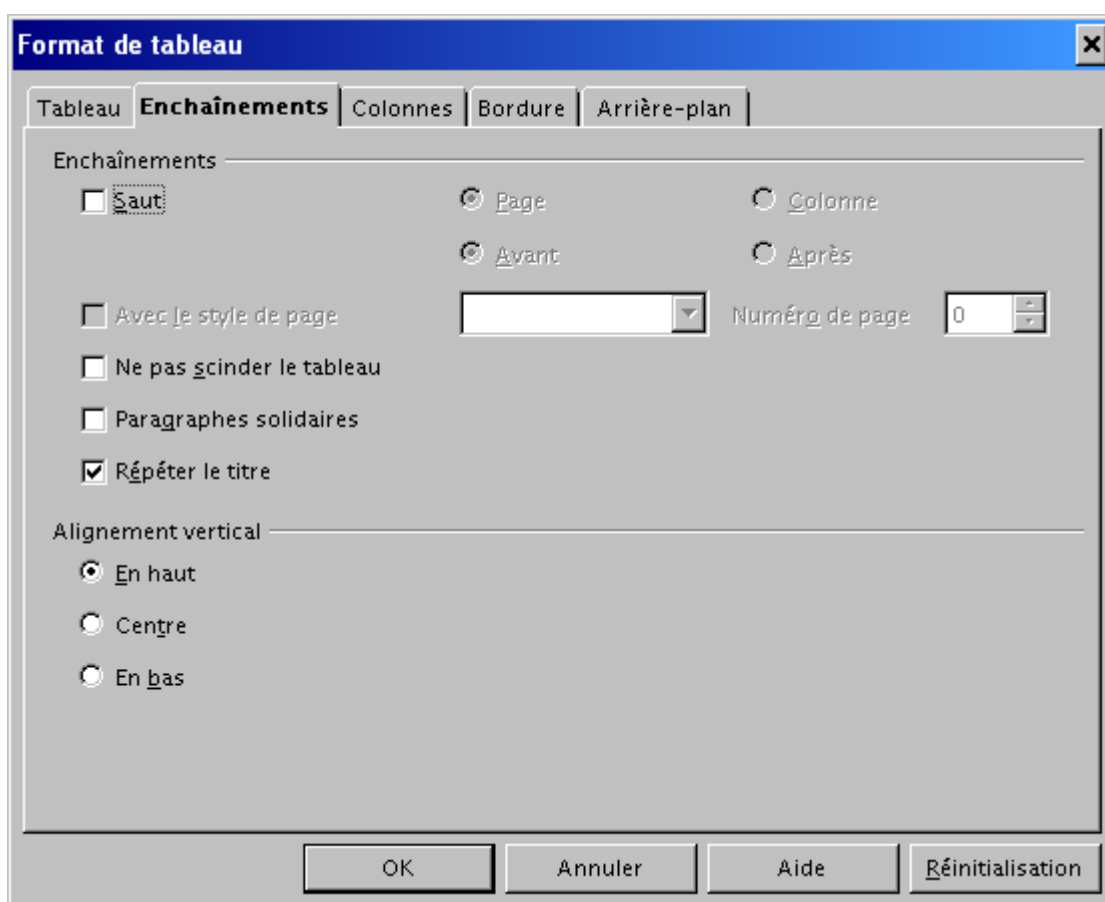 Format de tableau
Tableau Enchaînements Colonnes Bordure Arrière-plan
Enchaînements
Saut Page Colonne
Avant Après
Avec le style de page Numéro de page 0
Ne pas scinder le tableau
Paragraphes solidaires
Répéter le titre
Alignement vertical
En haut
Centre
En bas
OK Annuler Aide Réinitialisation